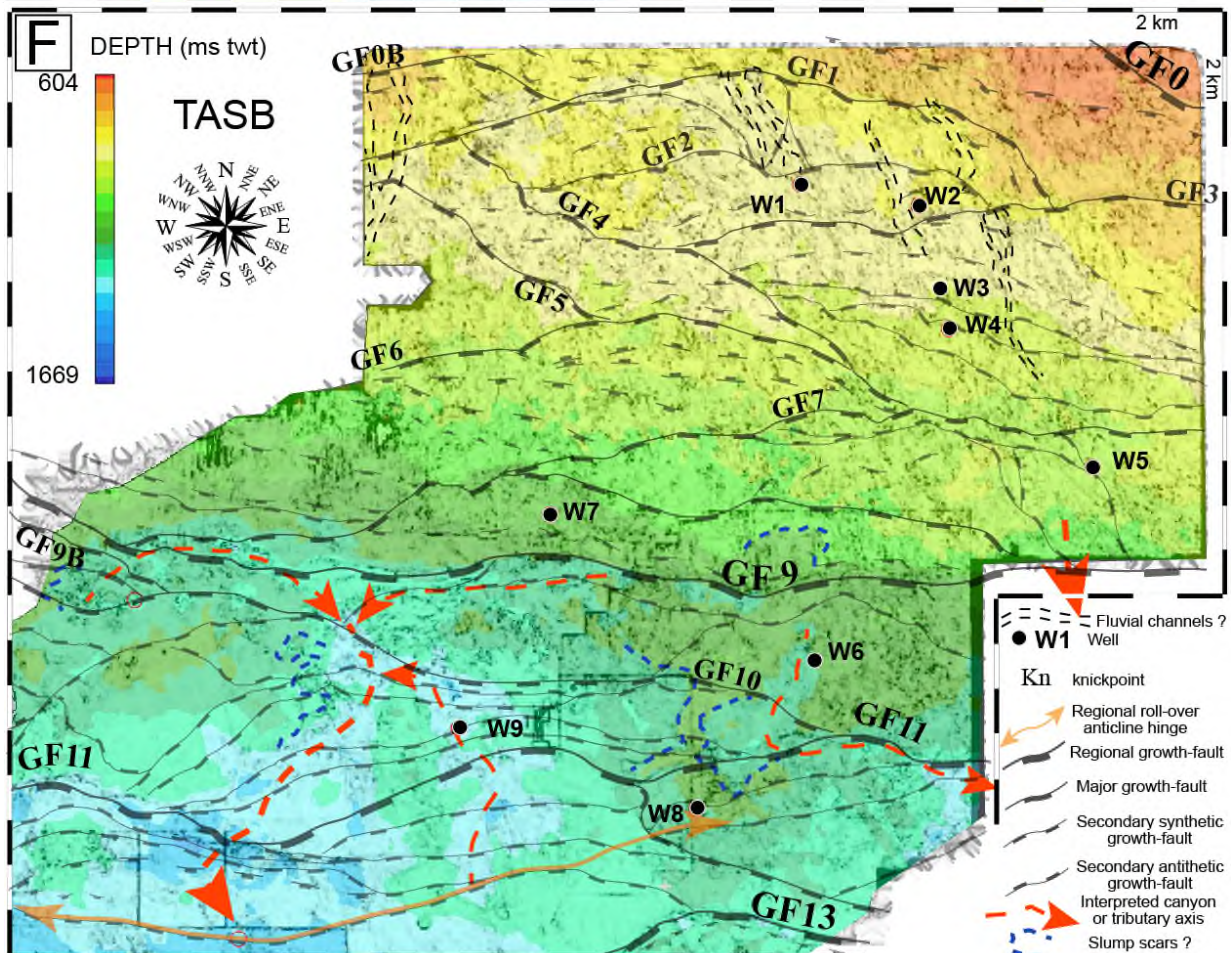 F
DEPTH (ms twt)
604
1669
TASB
N
NNE
NE
ENE
E
ESE
SE
SSE
S
SSW
SW
WSW
W
WNW
NW
NNW
2 km
2 km
GF0B
GF1
GF0
GF2
GF3
W1
W2
GF4
GF5
W3
W4
GF6
GF7
W5
W7
GF9B
GF 9
W6
GF10
GF11
W9
GF11
W8
GF13
Fluvial channels ?
W1 Well
Kn knickpoint
Regional roll-over
anticline hinge
Regional growth-fault
Major growth-fault
Secondary synthetic
growth-fault
Secondary antithetic
growth-fault
Interpreted canyon
or tributary axis
Slump scars ?